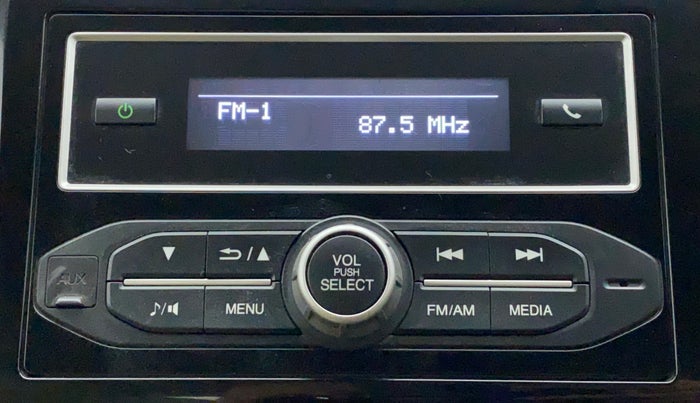 FM-1
87.5 MHz
AUX
VOL
PUSH
SELECT
MENU
FM/AM
MEDIA